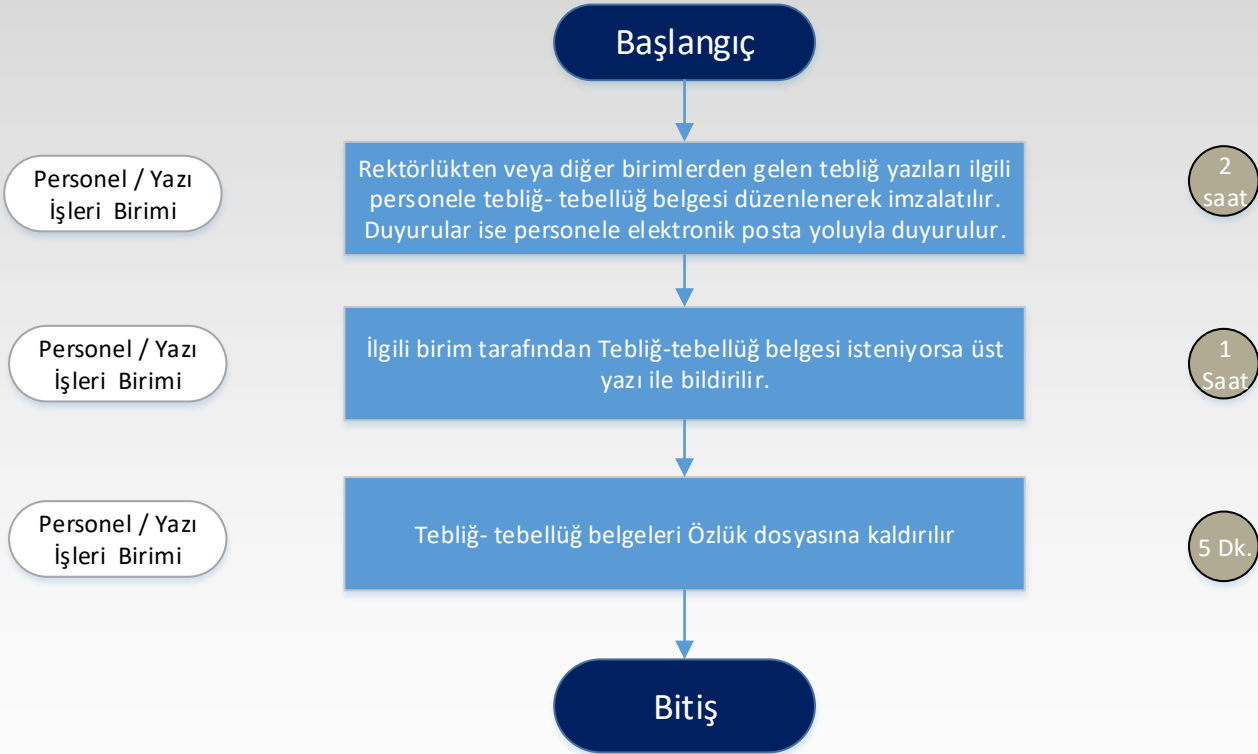 Başlangıç
Personel / Yazı
İşleri Birimi
Rektörlükten veya diğer birimlerden gelen tebliğ yazıları ilgili
personele tebliğ- tebellüğ belgesi düzenlenerek imzalatılır.
Duyurular ise personele elektronik posta yoluyla duyurulur.
2
saat
Personel / Yazı
İşleri Birimi
İlgili birim tarafından Tebliğ-tebellüğ belgesi isteniyorsa üst
yazı ile bildirilir.
1
Saat
Personel / Yazı
İşleri Birimi
Tebliğ- tebellüğ belgeleri Özlük dosyasına kaldırılır
5 Dk.
Bitiş